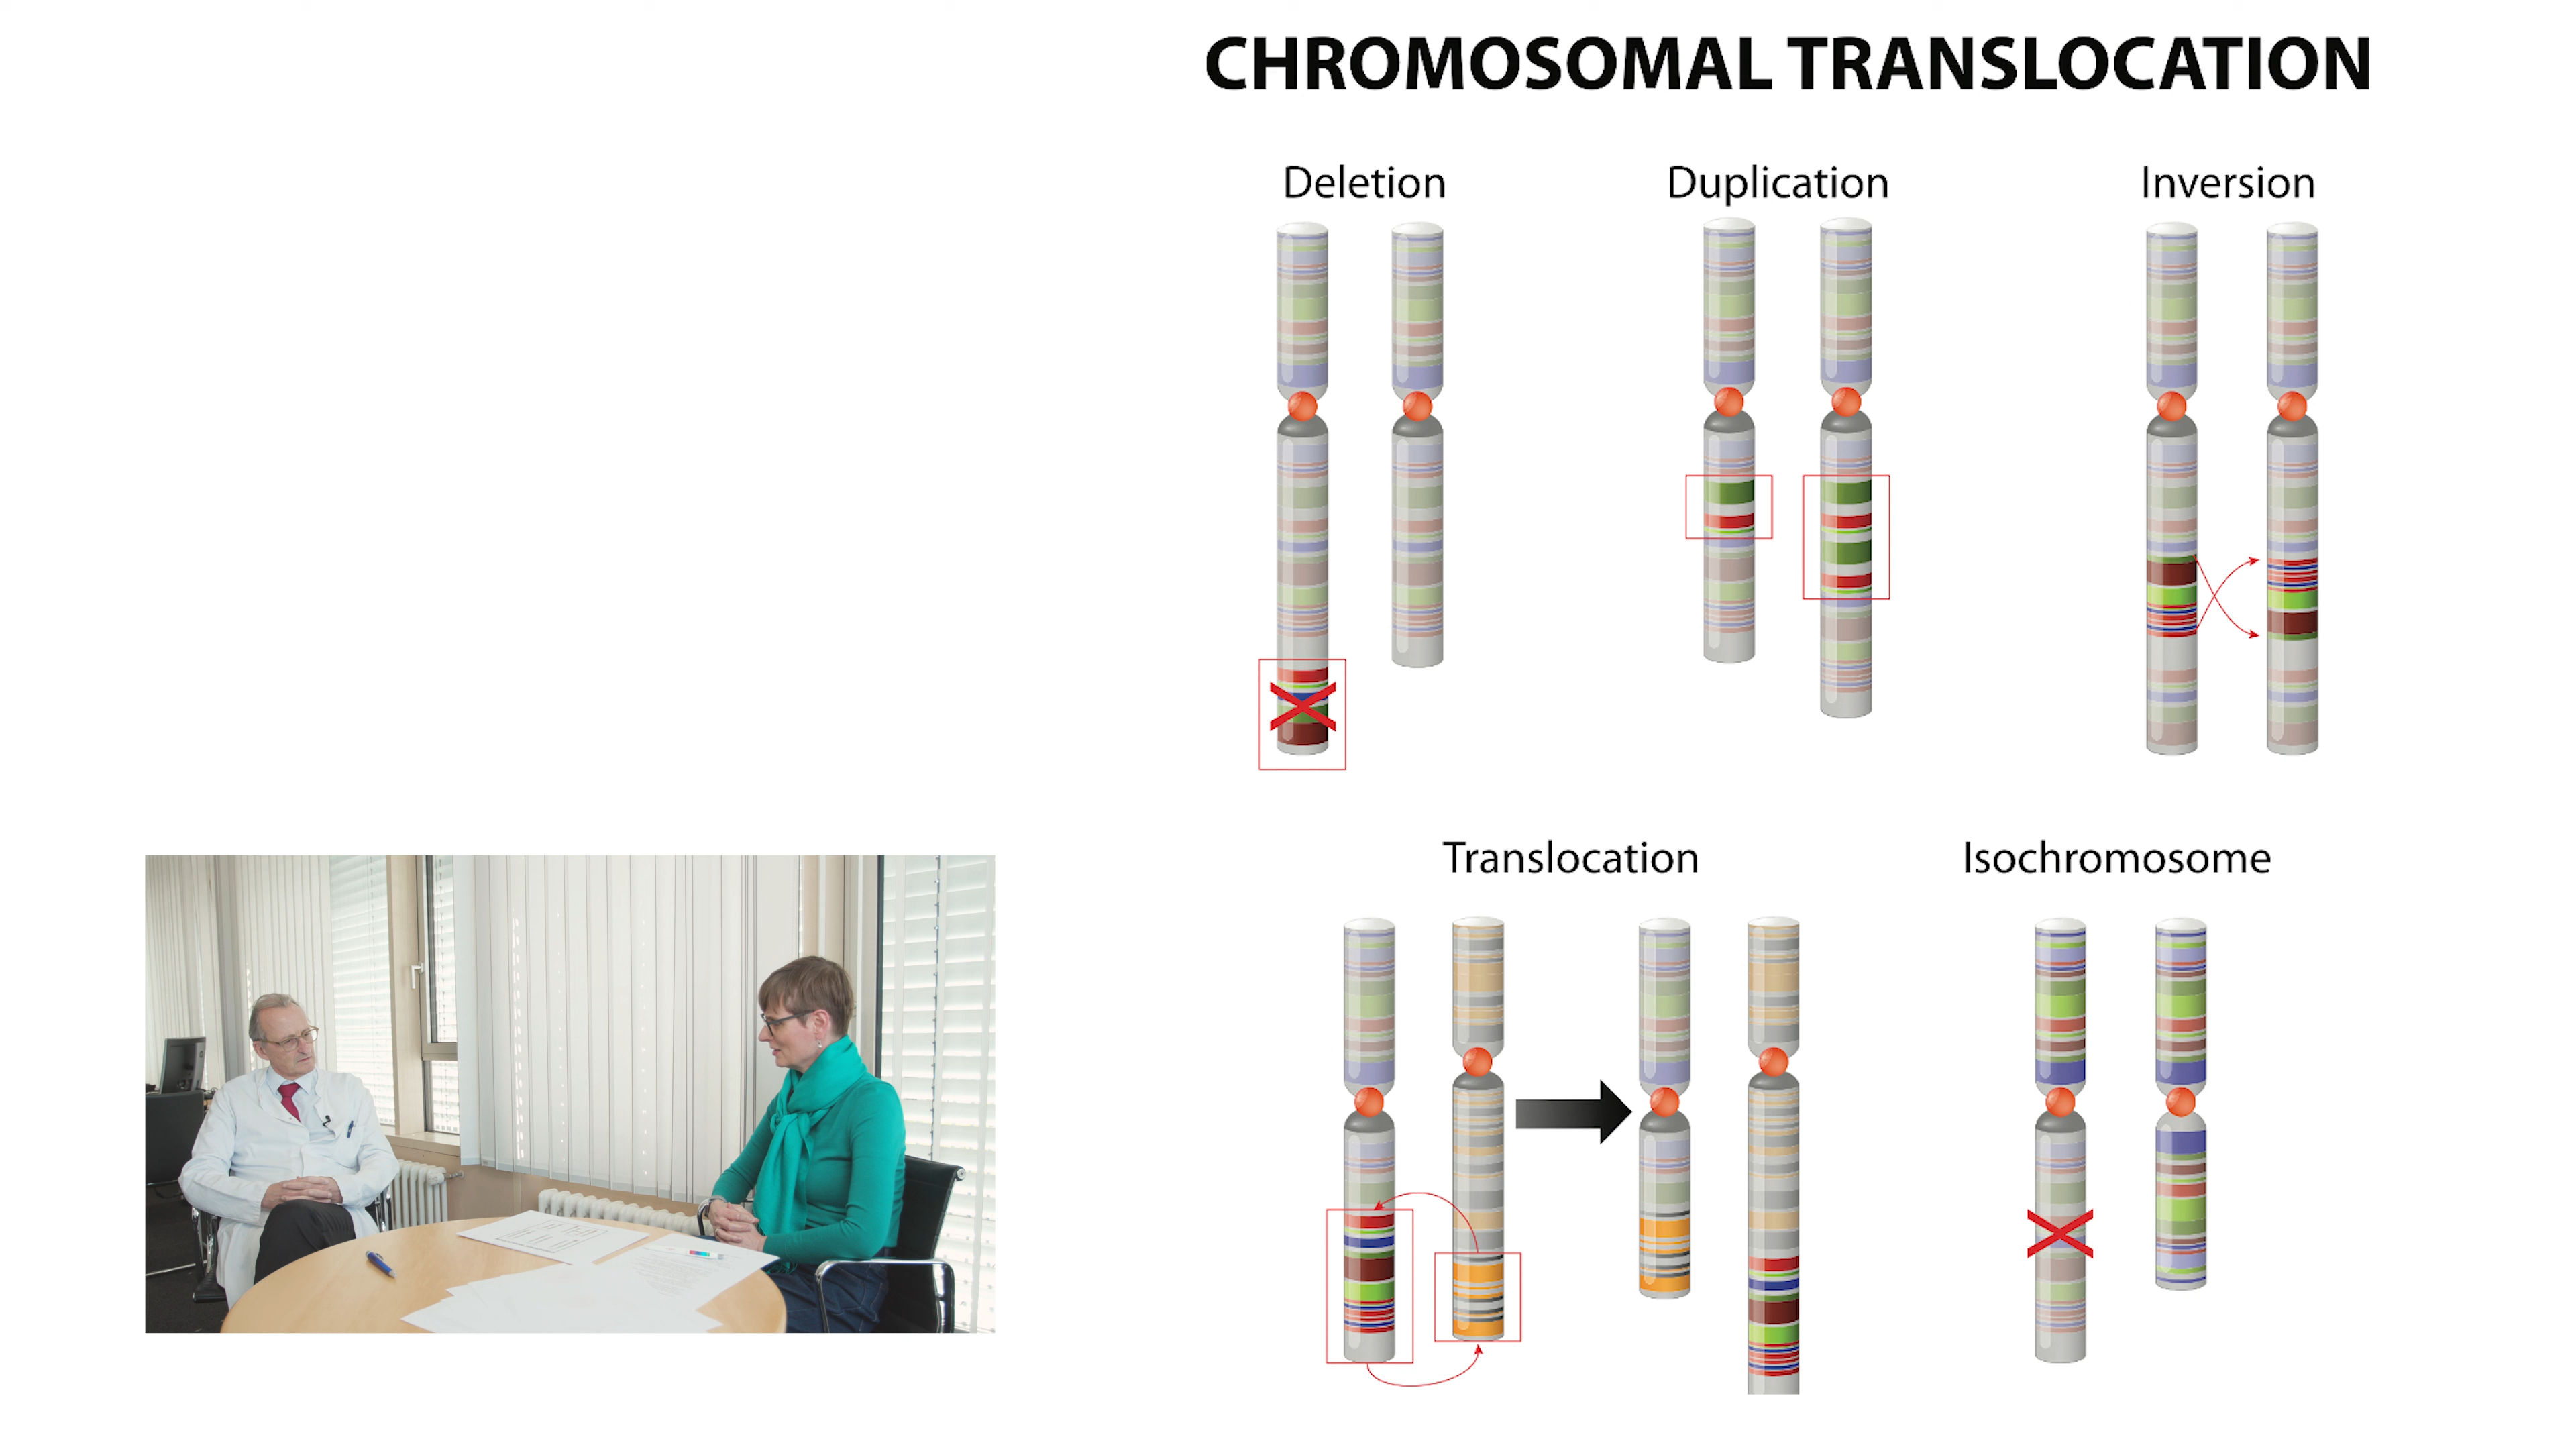 CHROMOSOMAL TRANSLOCATION
Deletion
Duplication
Inversion
Translocation
Isochromosome